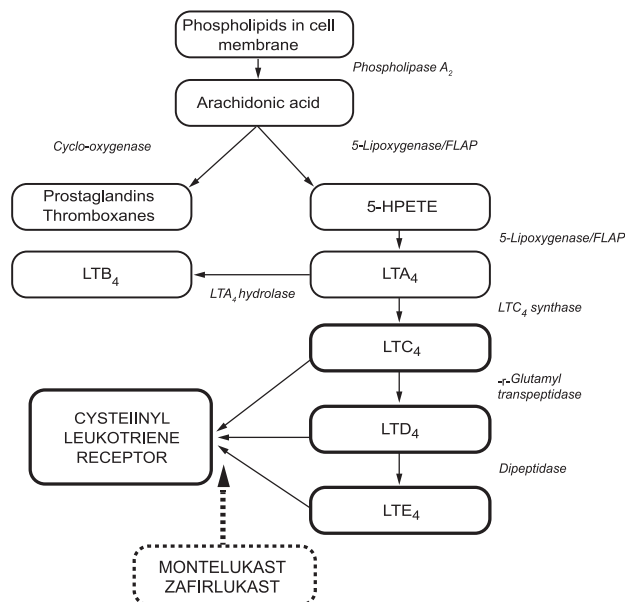 Phospholipids in cell
membrane
Phospholipase A₂
Arachidonic acid
Cyclo-oxygenase
5-Lipoxygenase/FLAP
Prostaglandins
Thromboxanes
5-HPETE
5-Lipoxygenase/FLAP
LTB₄
LTA₄
LTA₄ hydrolase
LTC₄ synthase
LTC₄
-r-Glutamyl
transpeptidase
CYSTEIINYL
LEUKOTRIENE
RECEPTOR
LTD₄
Dipeptidase
LTE₄
MONTELUKAST
ZAFIRLUKAST